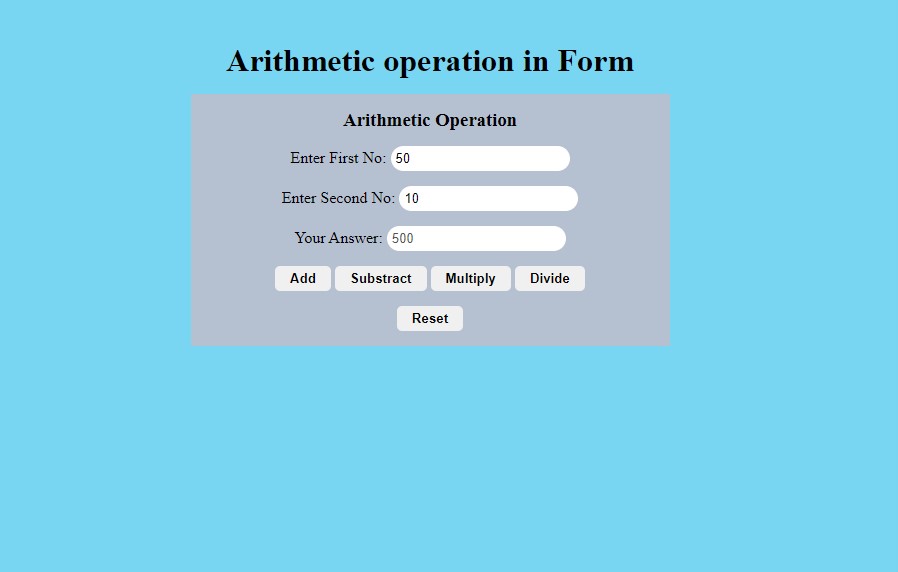 Arithmetic operation in Form
Arithmetic Operation
Enter First No: 50
Enter Second No: 10
Your Answer: 500
Add Substract Multiply Divide
Reset